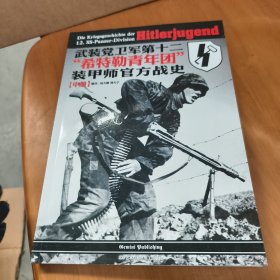 Die Kriegsgeschichte der
12. SS-Panzer-Division
Hitlerjugend
武装党卫军第十二
“希特勒青年团”
装甲师官方战史
Gemini Publishing